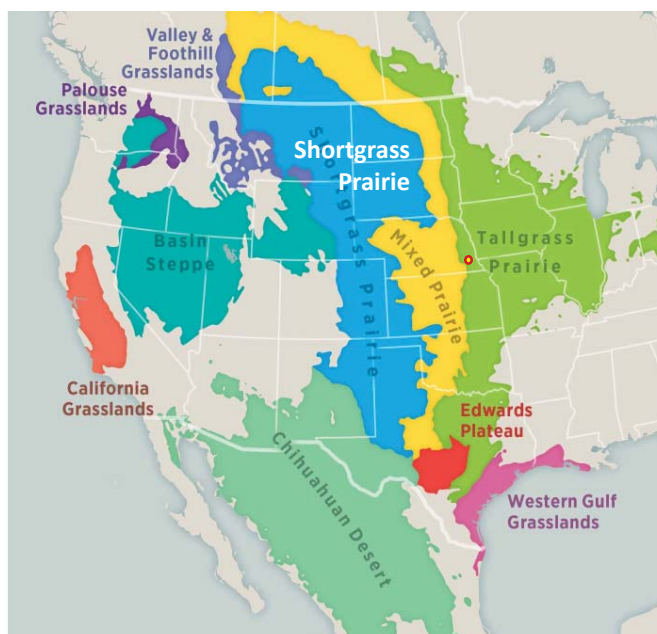 Valley &
Foothill
Grasslands
Palouse
Grasslands
Shortgrass
Prairie
Shortgrass Prairie
Basin
Steppe
Mixed Prairie
Tallgrass
Prairie
California
Grasslands
Edwards
Plateau
Chihuahuan Desert
Western Gulf
Grasslands